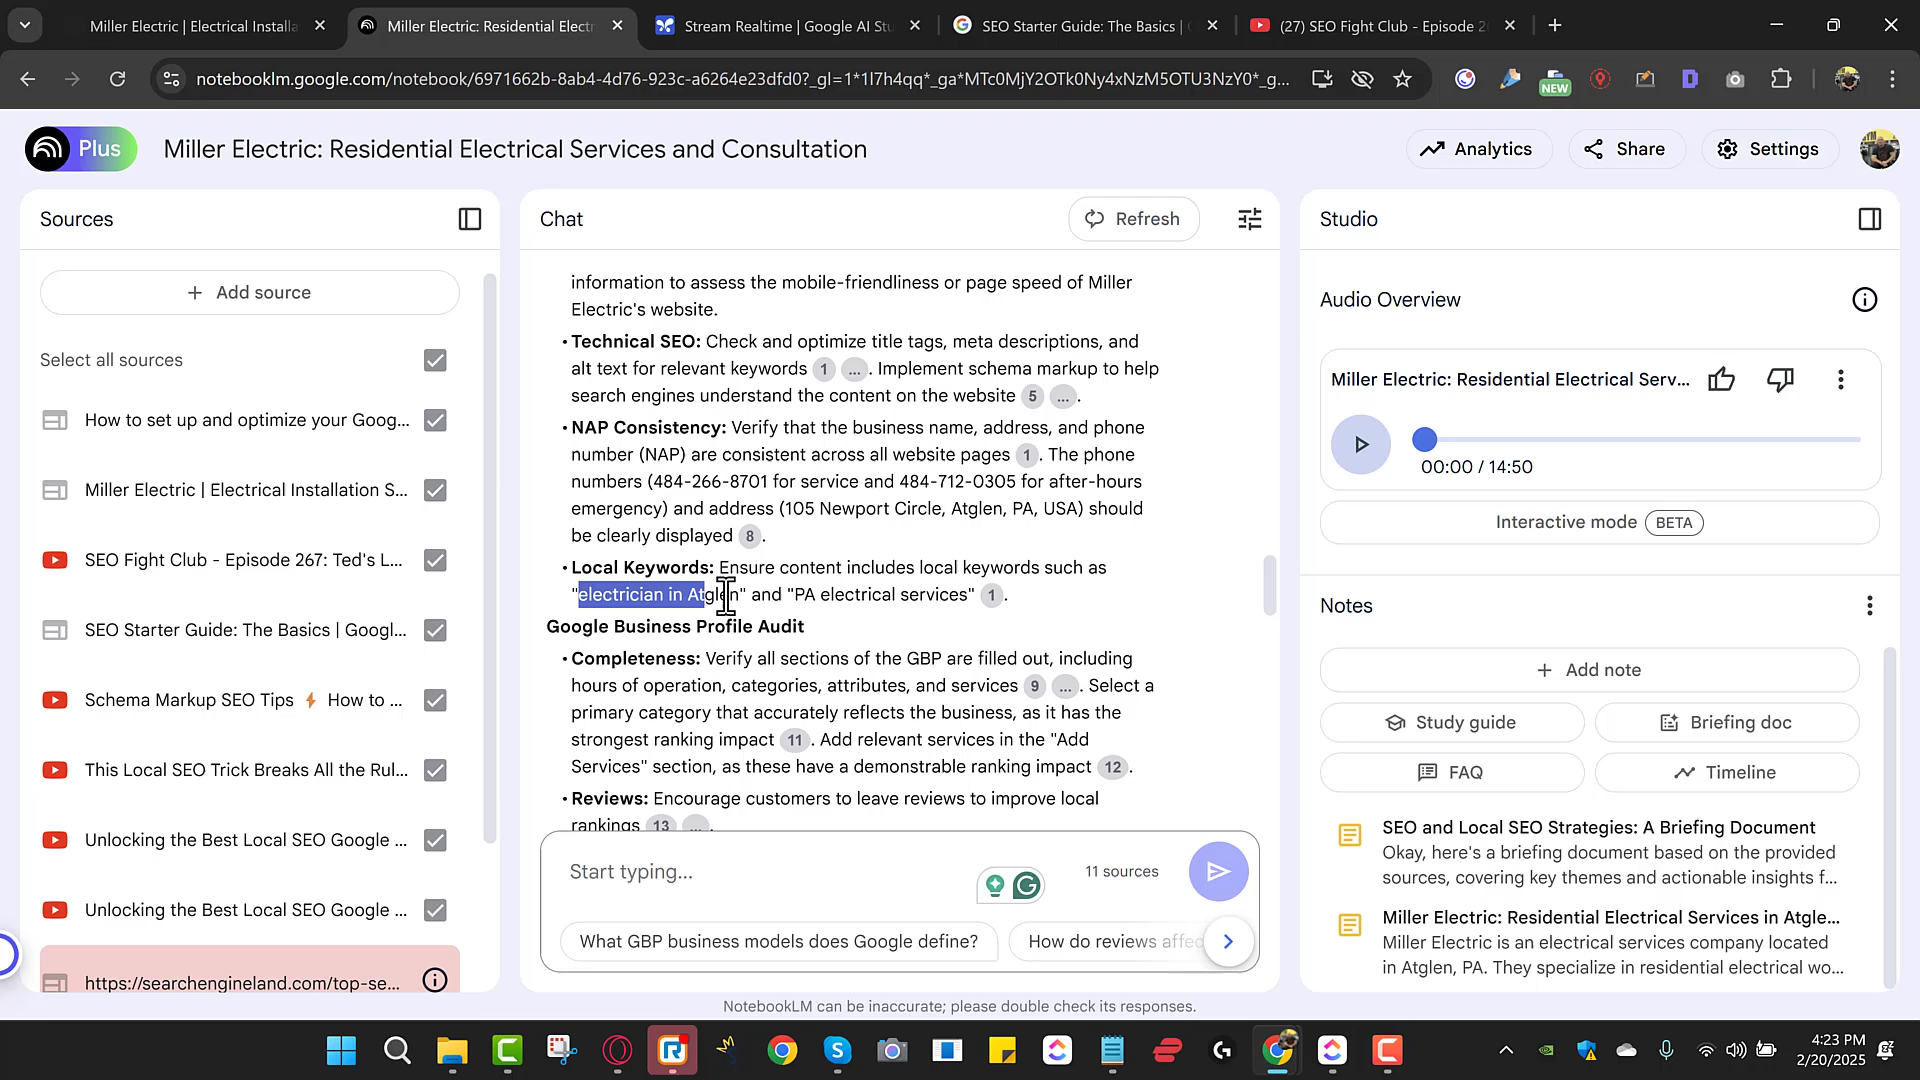 Miller Electric | Electrical Installa
Miller Electric: Residential Electr
Stream Realtime | Google AI Stu
SEO Starter Guide: The Basics |
(27) SEO Fight Club - Episode 2
notebooklm.google.com/notebook/6971662b-8ab4-4d76-923c-a6264e23dfd0?_gl=1*1l7h4qq*_ga*MTc0MjY2OTk0Ny4xNzM5OTU3NzY0*_g...
NEW
Plus
Miller Electric: Residential Electrical Services and Consultation
Analytics
Share
Settings
Sources
Add source
Select all sources
How to set up and optimize your Goog...
Miller Electric | Electrical Installation S...
SEO Fight Club - Episode 267: Ted's L...
SEO Starter Guide: The Basics | Googl...
Schema Markup SEO Tips ⚡ How to ...
This Local SEO Trick Breaks All the Rul...
Unlocking the Best Local SEO Google ...
Unlocking the Best Local SEO Google ...
https://searchengineland.com/top-se...
Chat
Refresh
information to assess the mobile-friendliness or page speed of Miller
Electric's website.
• Technical SEO: Check and optimize title tags, meta descriptions, and
alt text for relevant keywords 1 ... . Implement schema markup to help
search engines understand the content on the website 5 ... .
• NAP Consistency: Verify that the business name, address, and phone
number (NAP) are consistent across all website pages 1 . The phone
numbers (484-266-8701 for service and 484-712-0305 for after-hours
emergency) and address (105 Newport Circle, Atglen, PA, USA) should
be clearly displayed 8 .
• Local Keywords: Ensure content includes local keywords such as
"electrician in Atglen" and "PA electrical services" 1 .
Google Business Profile Audit
• Completeness: Verify all sections of the GBP are filled out, including
hours of operation, categories, attributes, and services 9 ... . Select a
primary category that accurately reflects the business, as it has the
strongest ranking impact 11 . Add relevant services in the "Add
Services" section, as these have a demonstrable ranking impact 12 .
• Reviews: Encourage customers to leave reviews to improve local
rankings 13 ... .
Start typing...
11 sources
What GBP business models does Google define?
How do reviews affec
NotebookLM can be inaccurate; please double check its responses.
Studio
Audio Overview
Miller Electric: Residential Electrical Serv...
00:00 / 14:50
Interactive mode BETA
Notes
Add note
Study guide
Briefing doc
FAQ
Timeline
SEO and Local SEO Strategies: A Briefing Document
Okay, here's a briefing document based on the provided
sources, covering key themes and actionable insights f...
Miller Electric: Residential Electrical Services in Atgle...
Miller Electric is an electrical services company located
in Atglen, PA. They specialize in residential electrical wo...
4:23 PM
2/20/2025